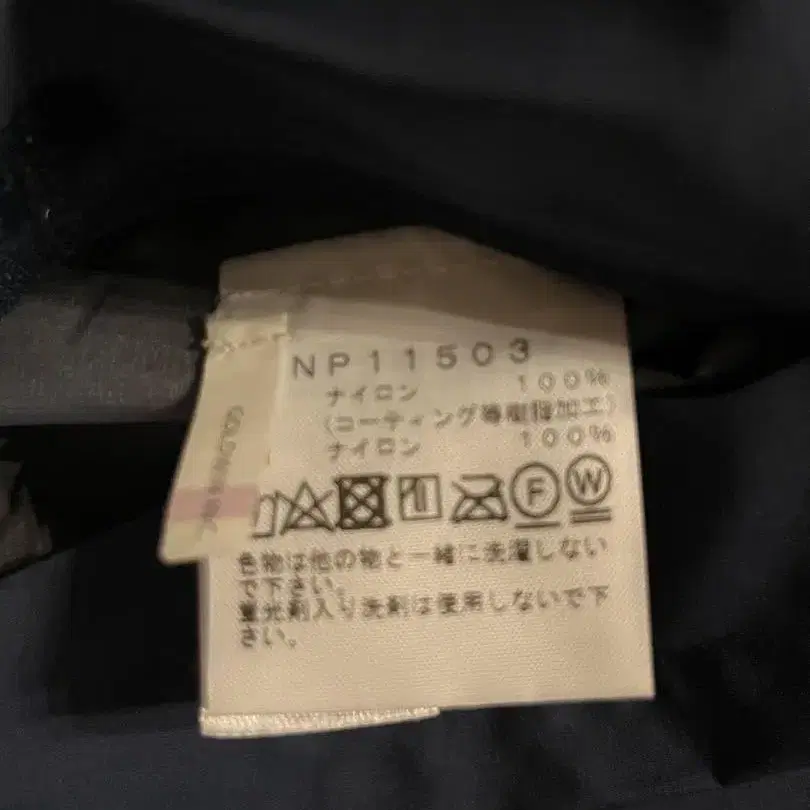 NP11503
ナイロン 100%
(コーティング等樹脂加工)
ナイロン 100%
F W
色物は他の物と一緒に洗濯しない
で下さい。
蛍光剤入り洗剤は使用しないで下
さい。